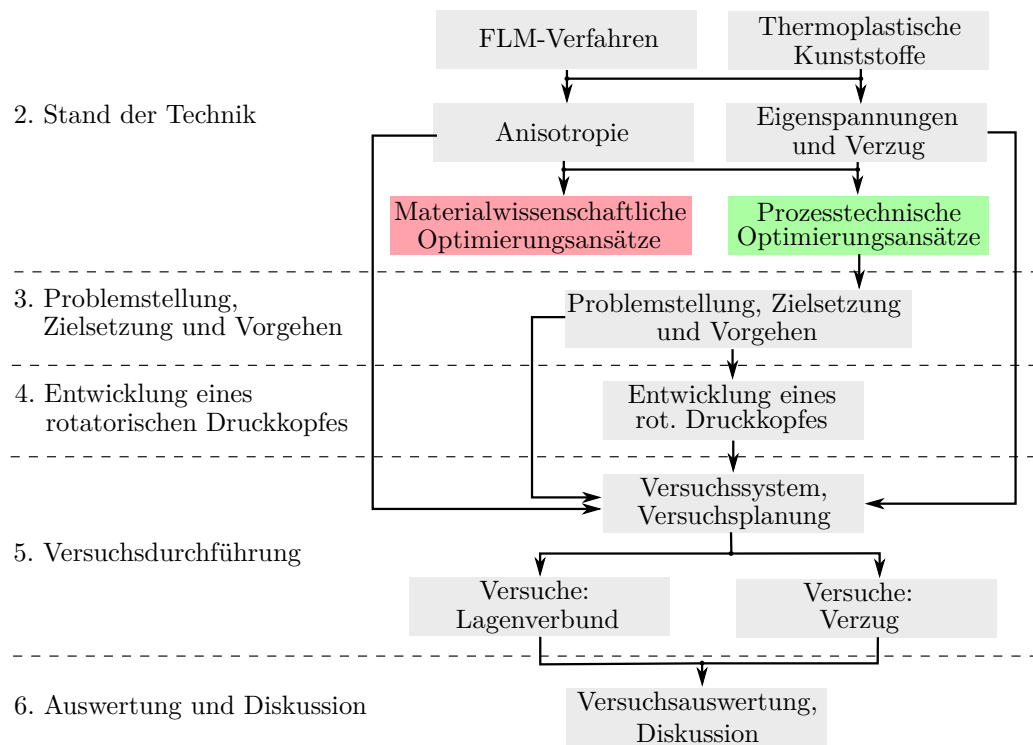 FLM-Verfahren
Thermoplastische
Kunststoffe
2. Stand der Technik
Anisotropie
Eigenspannungen
und Verzug
Materialwissenschaftliche
Optimierungsansätze
Prozesstechnische
Optimierungsansätze
3. Problemstellung,
Zielsetzung und Vorgehen
Problemstellung, Zielsetzung
und Vorgehen
4. Entwicklung eines
rotatorischen Druckkopfes
Entwicklung eines
rot. Druckkopfes
Versuchssystem,
Versuchsplanung
5. Versuchsdurchführung
Versuche:
Lagenverbund
Versuche:
Verzug
6. Auswertung und Diskussion
Versuchsauswertung,
Diskussion